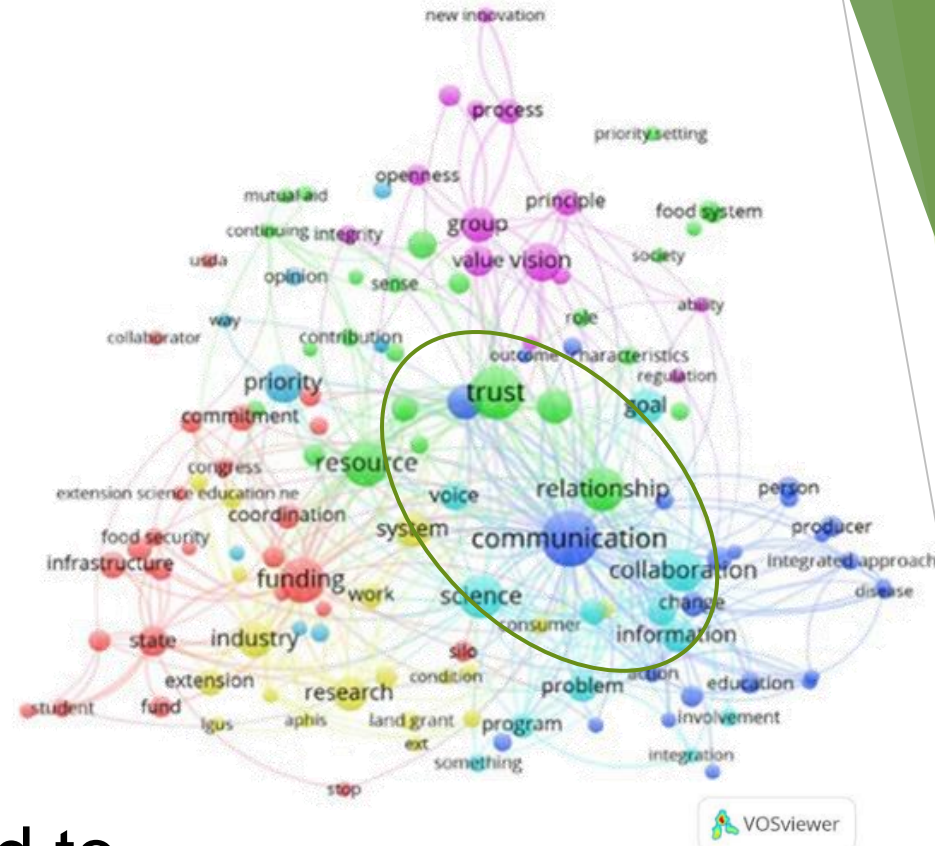 new innovation
process
priority setting
openness
mutual aid
principle
group
food system
continuing integrity
value vision
society
usda
opinion
sense
ability
way
role
collaborator
contribution
outcome characteristics
regulation
priority
trust
goal
commitment
resource
congress
relationship
person
extension science education ne
voice
coordination
system
producer
food security
communication
infrastructure
integrated approach
collaboration
funding
disease
work
science
change
consumer
information
state
industry
silo
action
condition
extension
problem
education
research
student
fund
lgus
aphis
land grant
program
involvement
ext
something
integration
stop
VOSviewer
d to